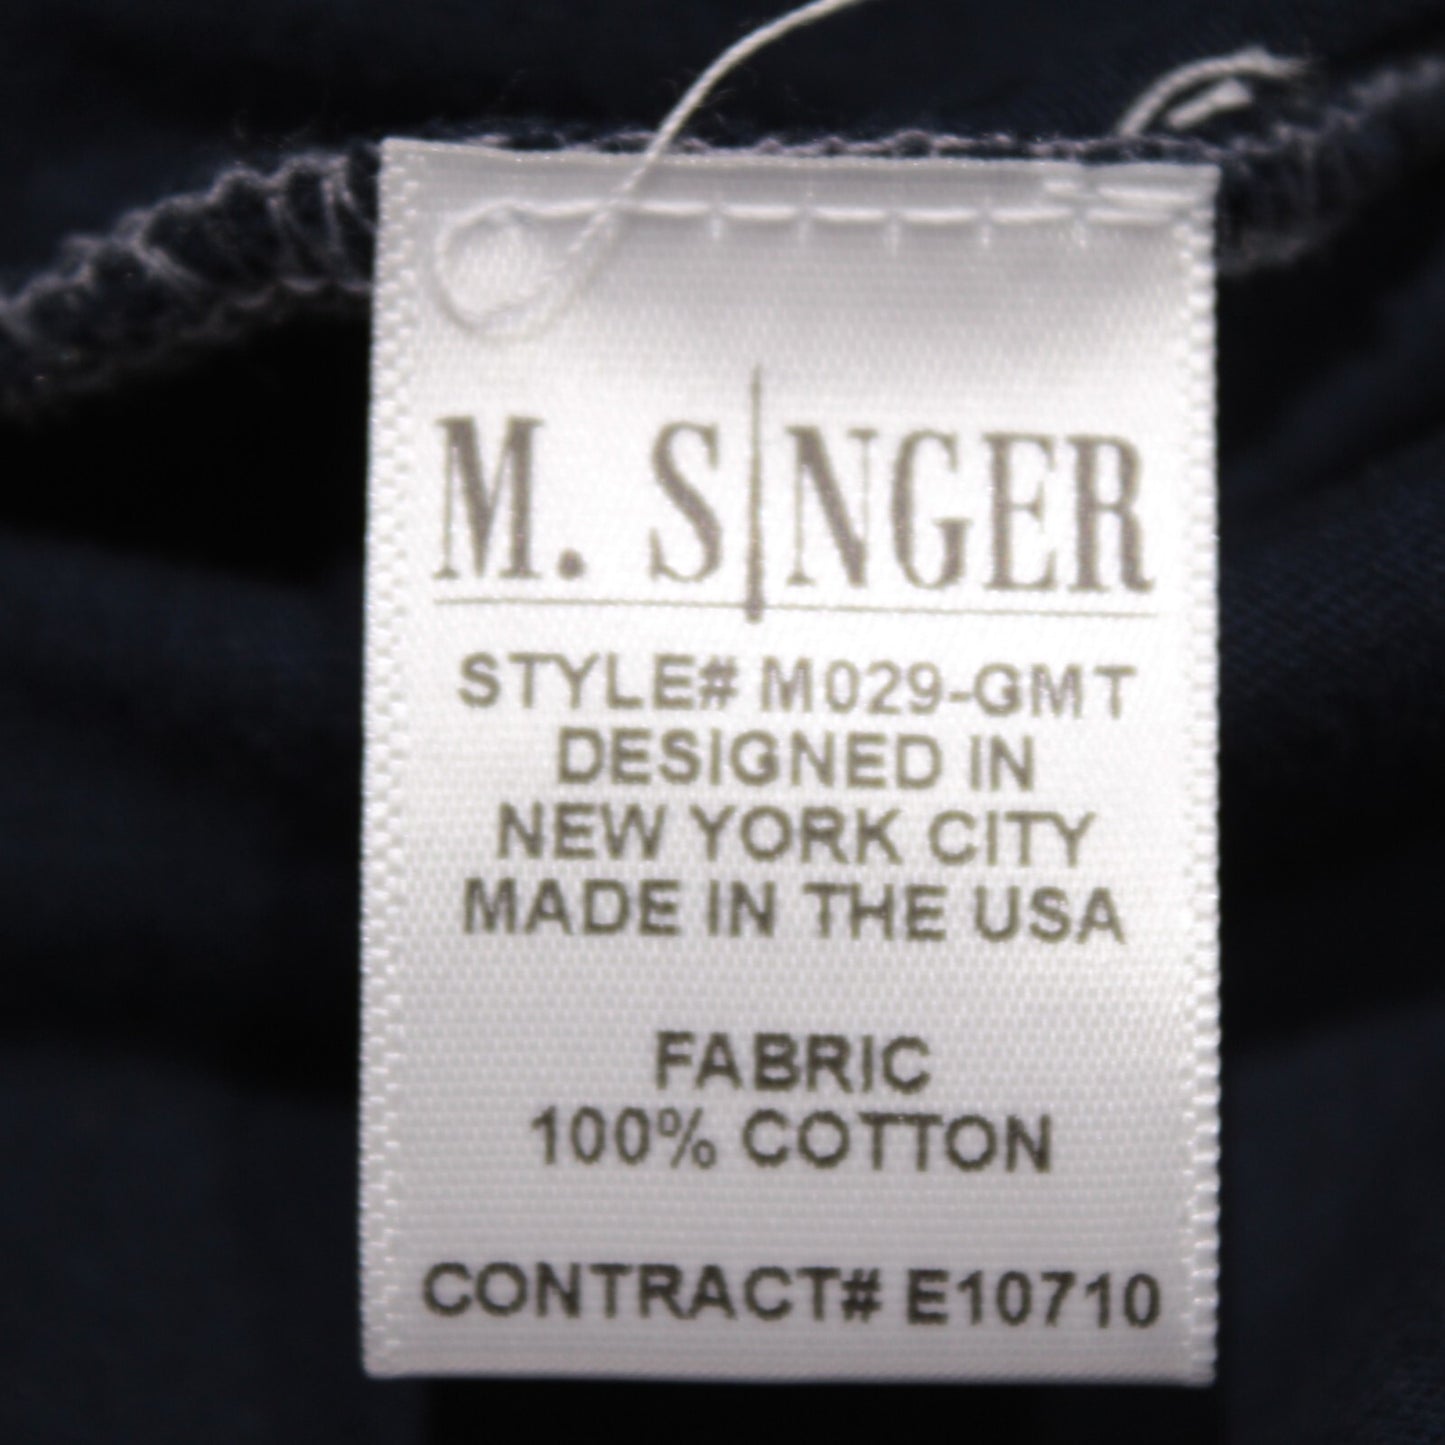 M. SINGER
STYLE# M029-GMT
DESIGNED IN
NEW YORK CITY
MADE IN THE USA
FABRIC
100% COTTON
CONTRACT# E10710